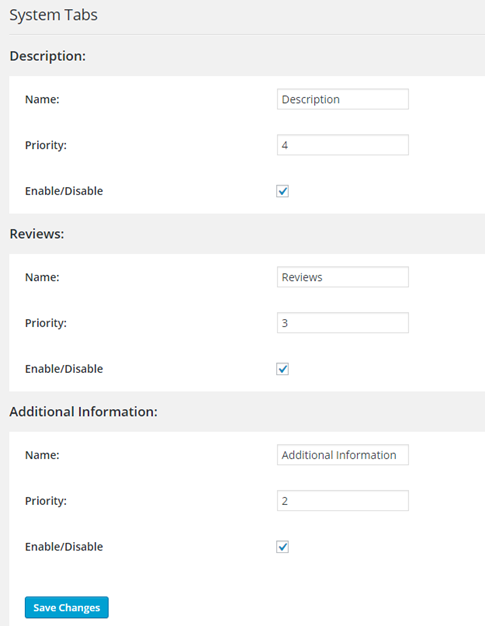 System Tabs
Description:
Name: Description
Priority: 4
Enable/Disable
Reviews:
Name: Reviews
Priority: 3
Enable/Disable
Additional Information:
Name: Additional Information
Priority: 2
Enable/Disable
Save Changes